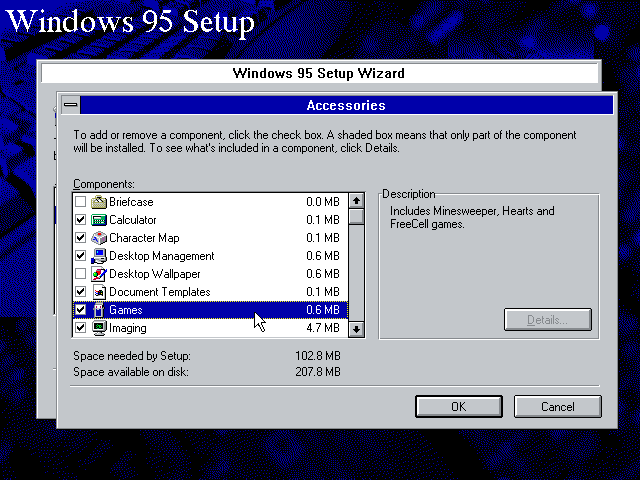 Windows 95 Setup
Windows 95 Setup Wizard
Accessories
To add or remove a component, click the check box. A shaded box means that only part of the component
will be installed. To see what's included in a component, click Details.
Components:
Briefcase 0.0 MB
Calculator 0.1 MB
Character Map 0.1 MB
Desktop Management 0.6 MB
Desktop Wallpaper 0.6 MB
Document Templates 0.1 MB
Games 0.6 MB
Imaging 4.7 MB
Description
Includes Minesweeper, Hearts and
FreeCell games.
Details...
Space needed by Setup: 102.8 MB
Space available on disk: 207.8 MB
OK
Cancel